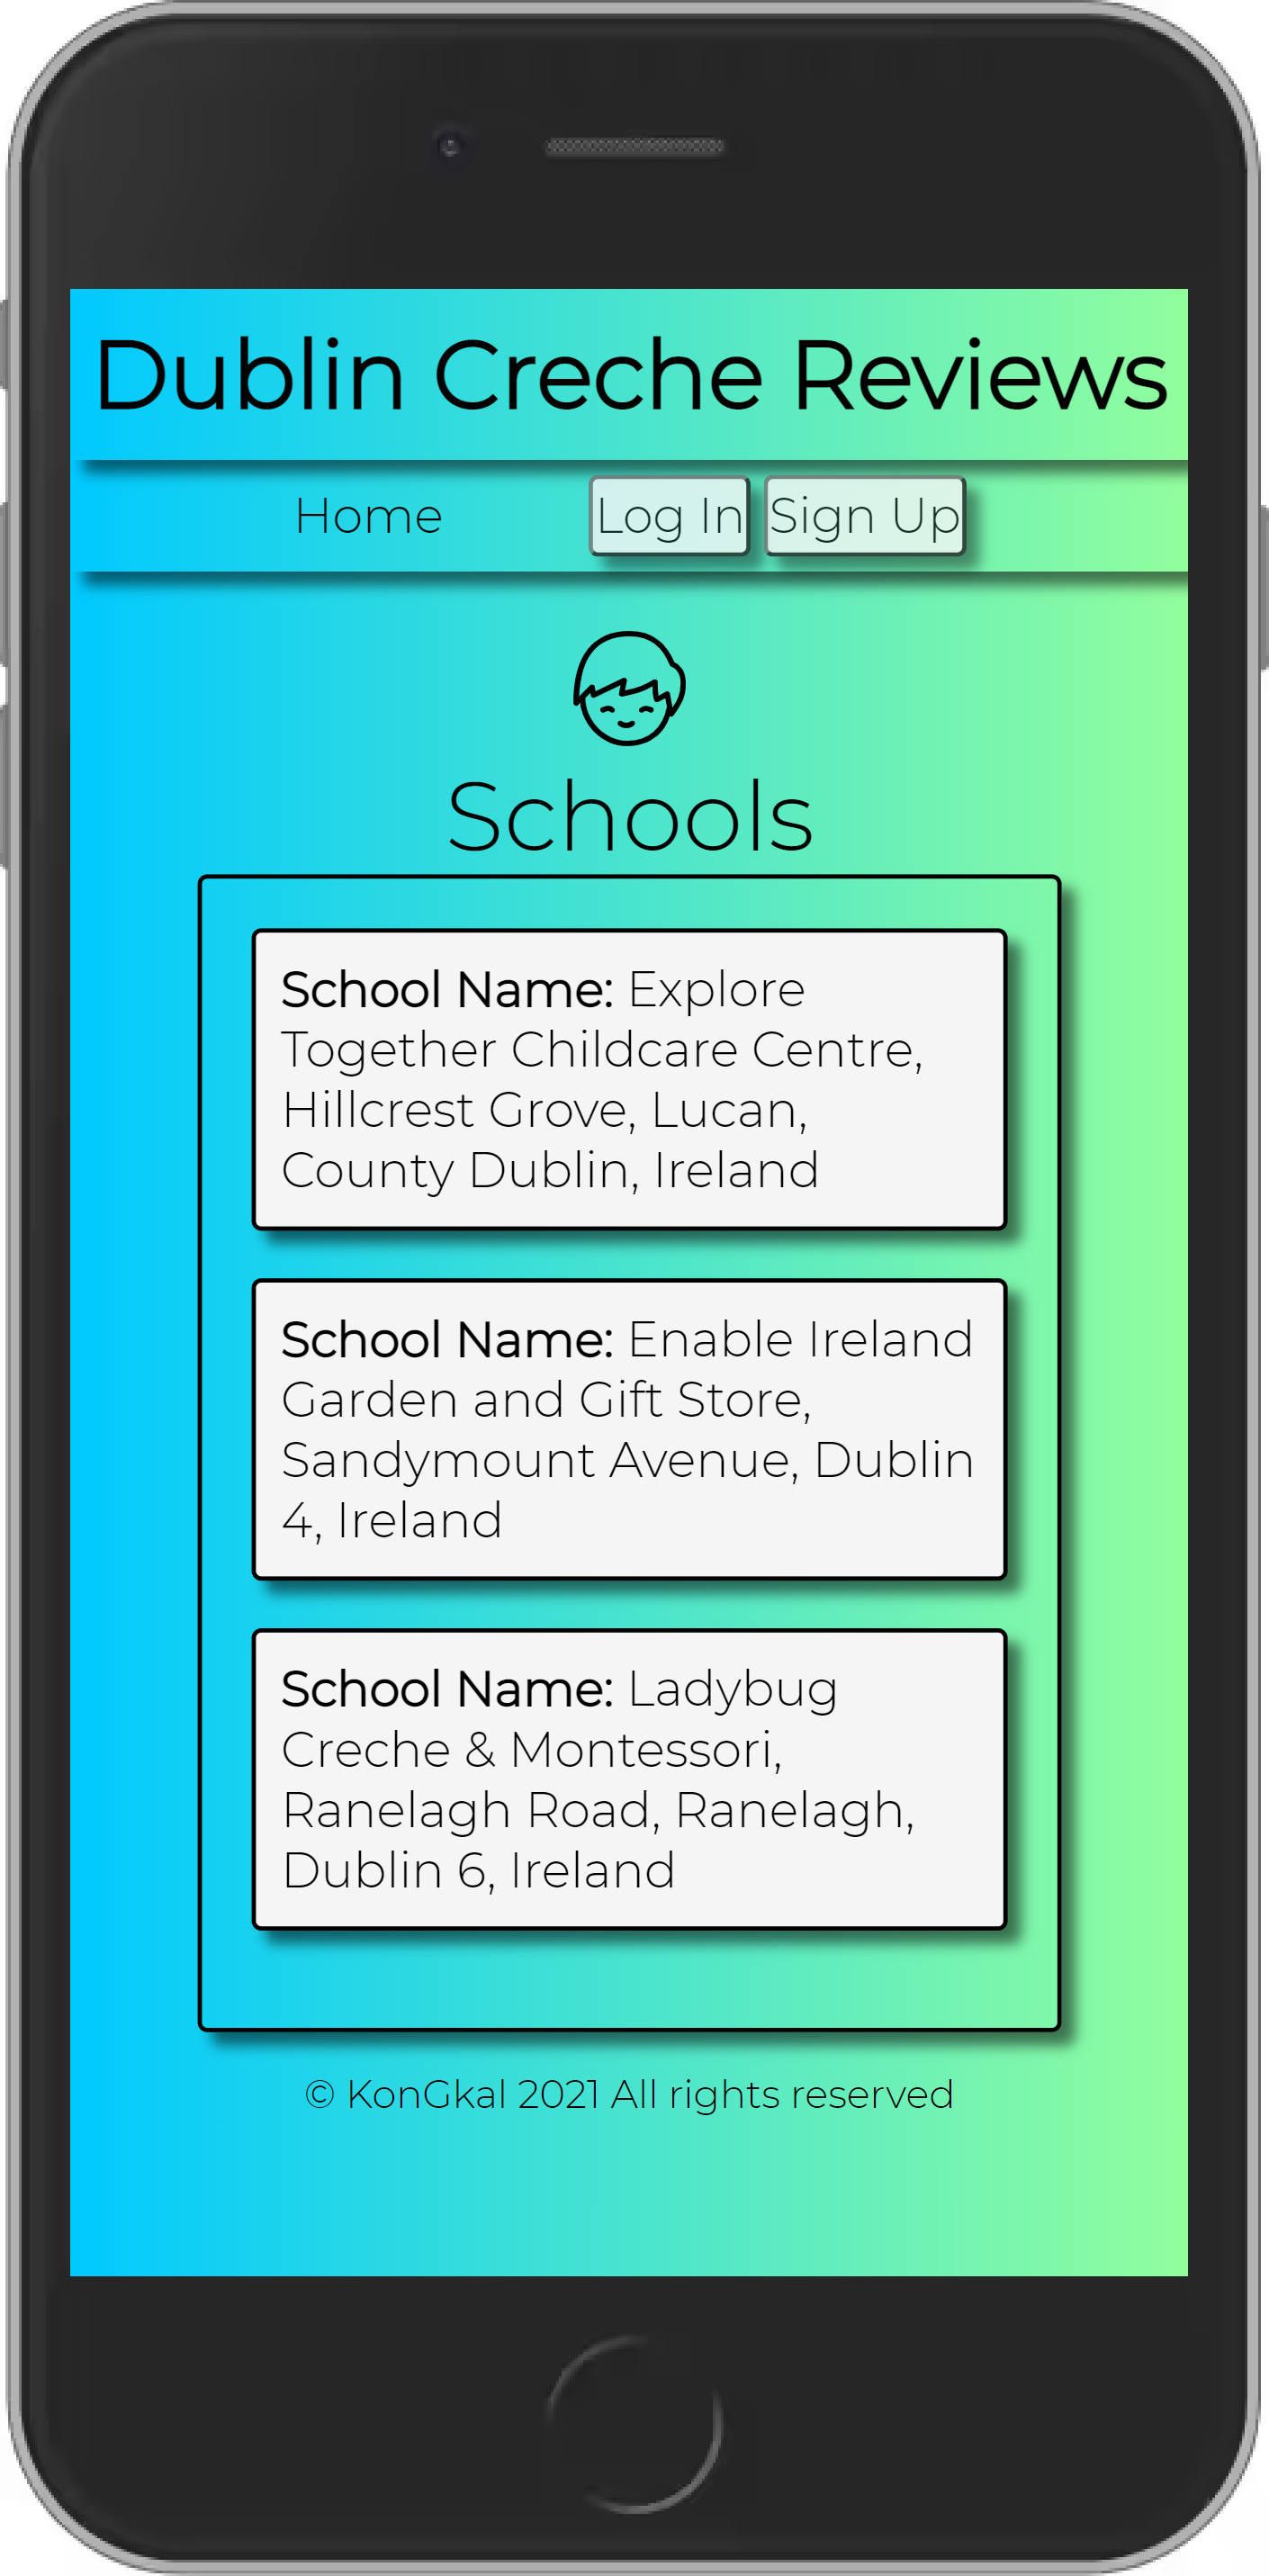 Dublin Creche Reviews
Home Log In Sign Up
Schools
School Name: Explore
Together Childcare Centre,
Hillcrest Grove, Lucan,
County Dublin, Ireland
School Name: Enable Ireland
Garden and Gift Store,
Sandymount Avenue, Dublin
4, Ireland
School Name: Ladybug
Creche & Montessori,
Ranelagh Road, Ranelagh,
Dublin 6, Ireland
© KonGkal 2021 All rights reserved